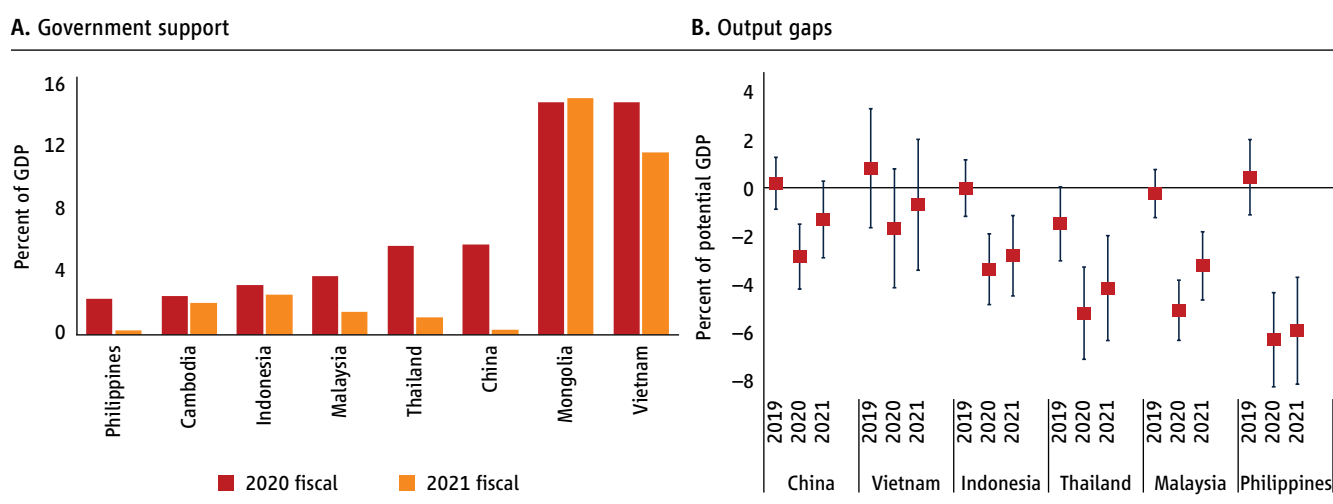 A. Government support
Percent of GDP
16
12
8
4
0
Philippines
Cambodia
Indonesia
Malaysia
Thailand
China
Mongolia
Vietnam
2020 fiscal
2021 fiscal
B. Output gaps
Percent of potential GDP
4
2
0
–2
–4
–6
–8
2019
2020
2021
2019
2020
2021
2019
2020
2021
2019
2020
2021
2019
2020
2021
2019
2020
2021
China
Vietnam
Indonesia
Thailand
Malaysia
Philippines